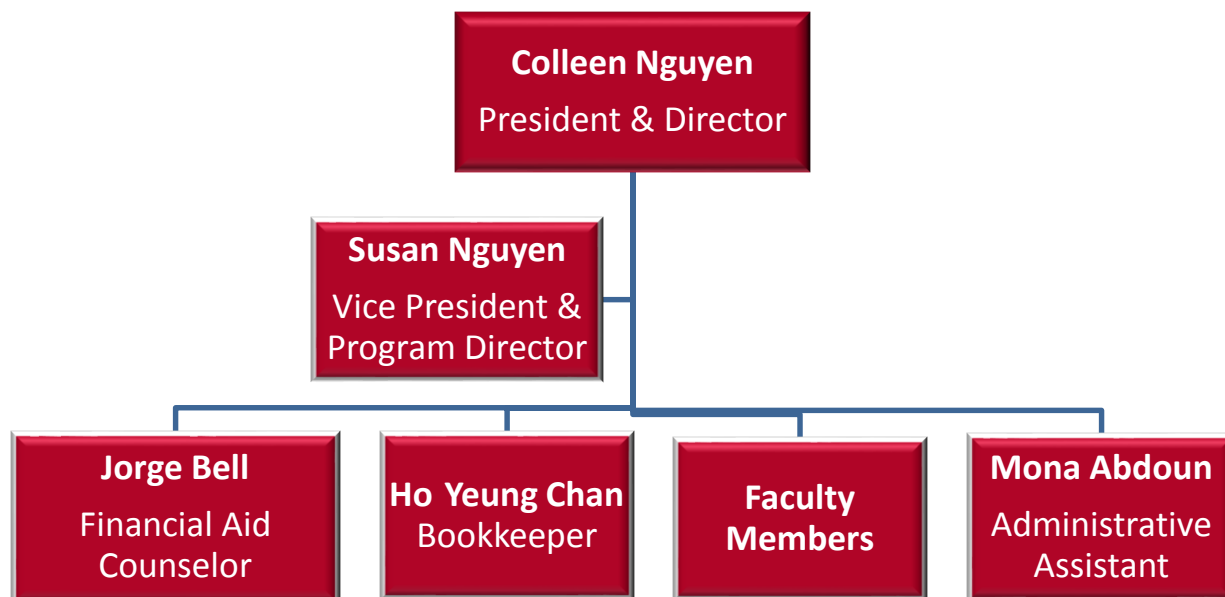 Colleen Nguyen
President & Director
Susan Nguyen
Vice President &
Program Director
Jorge Bell
Financial Aid
Counselor
Ho Yeung Chan
Bookkeeper
Faculty
Members
Mona Abdoun
Administrative
Assistant